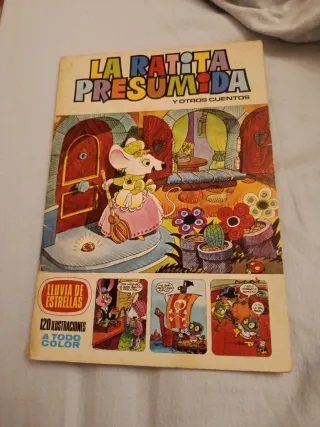 LA RATITA
PRESUMIDA
Y OTROS CUENTOS
LLUVIA DE
ESTRELLAS
120 ILUSTRACIONES
A TODO
COLOR